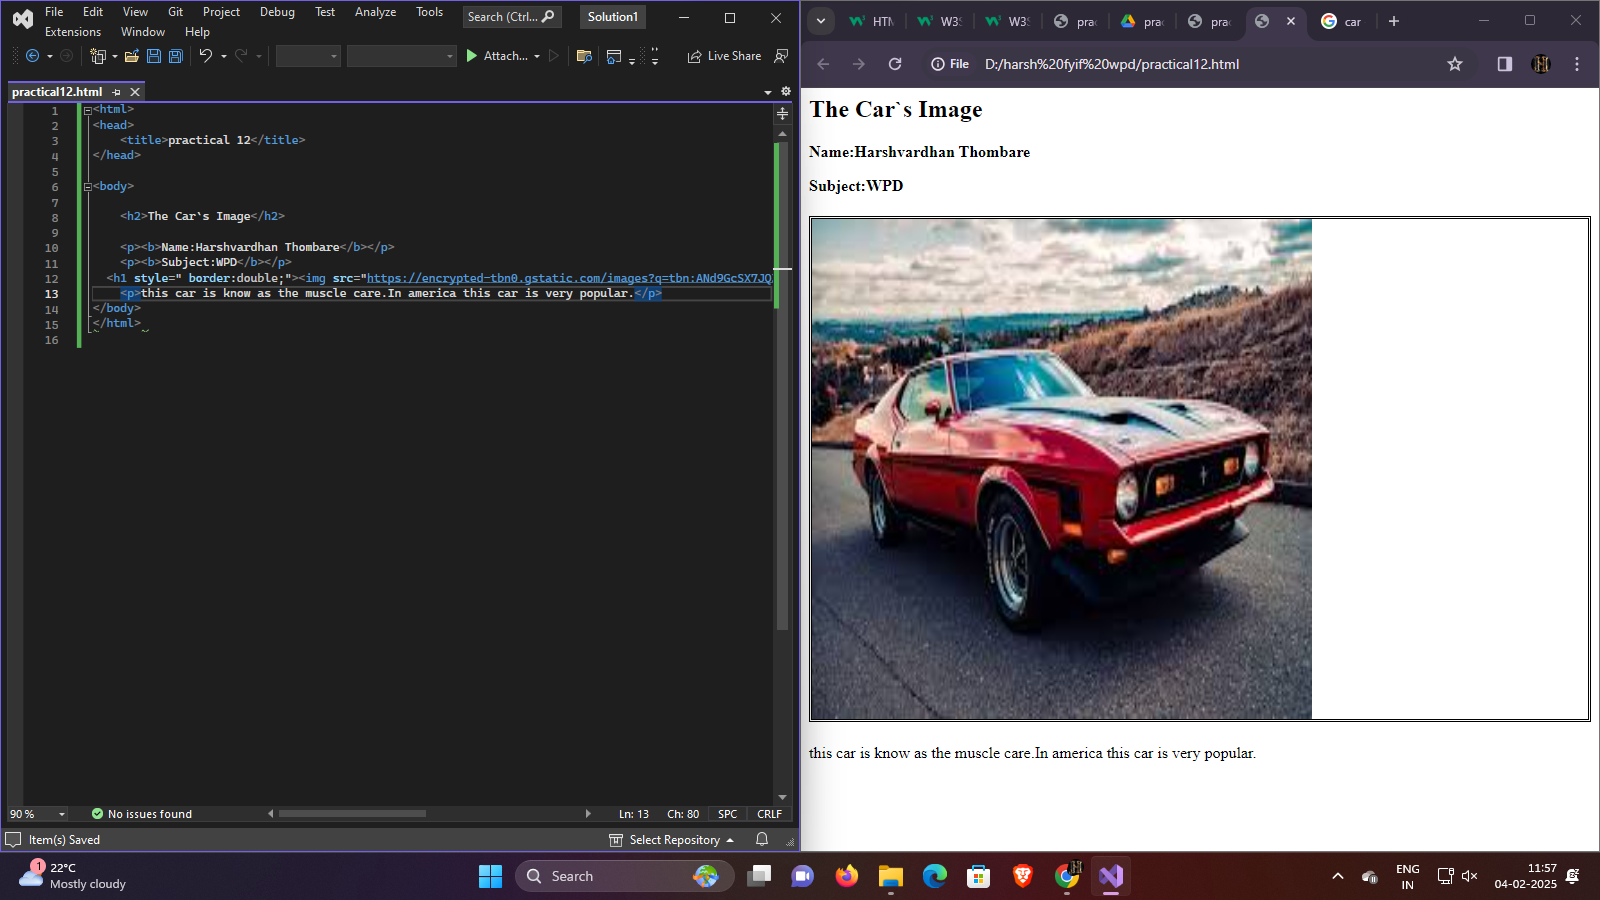 File Edit View Git Project Debug Test Analyze Tools Search (Ctrl... Solution1
Extensions Window Help
Attach... Live Share
practical12.html
1 <html>
2 <head>
3 <title>practical 12</title>
4 </head>
5
6 <body>
7
8 <h2>The Car`s Image</h2>
9
10 <p><b>Name:Harshvardhan Thombare</b></p>
11 <p><b>Subject:WPD</b></p>
12 <h1 style=" border:double;"><img src="https://encrypted-tbn0.gstatic.com/images?q=tbn:ANd9GcSX7JQ
13 <p>this car is know as the muscle care.In america this car is very popular.</p>
14 </body>
15 </html>
16
90 % No issues found Ln: 13 Ch: 80 SPC CRLF
Item(s) Saved Select Repository
HTM W3S W3S prac prac prac car
File D:/harsh%20fyif%20wpd/practical12.html
The Car`s Image
Name:Harshvardhan Thombare
Subject:WPD
this car is know as the muscle care.In america this car is very popular.
1 22°C
Mostly cloudy
Search
ENG
IN
11:57
04-02-2025